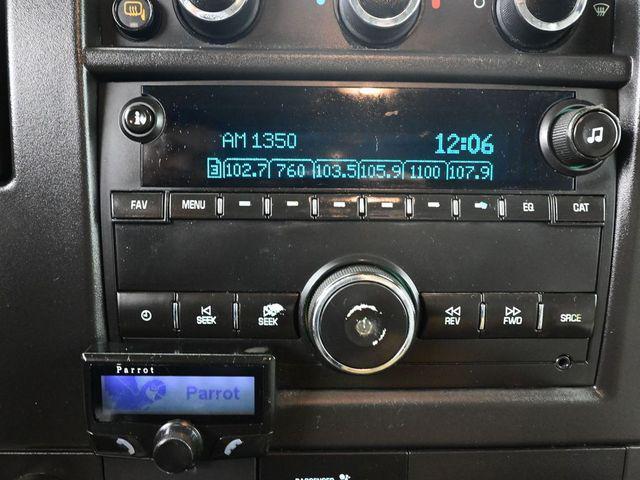 AM 1350 12:06
3 102.7 760 103.5 105.9 1100 107.9
FAV MENU EQ CAT
SEEK SEEK REV FWD SRCE
Parrot
Parrot